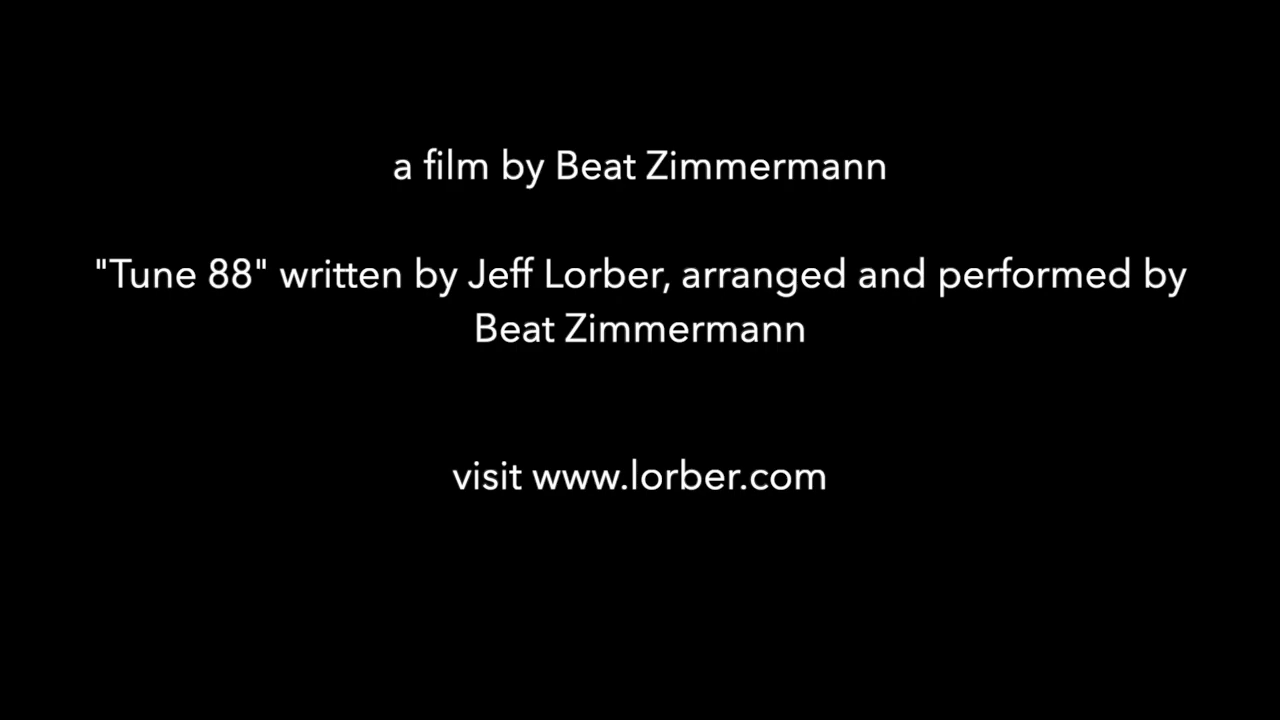 a film by Beat Zimmermann
"Tune 88" written by Jeff Lorber, arranged and performed by
Beat Zimmermann
visit www.lorber.com